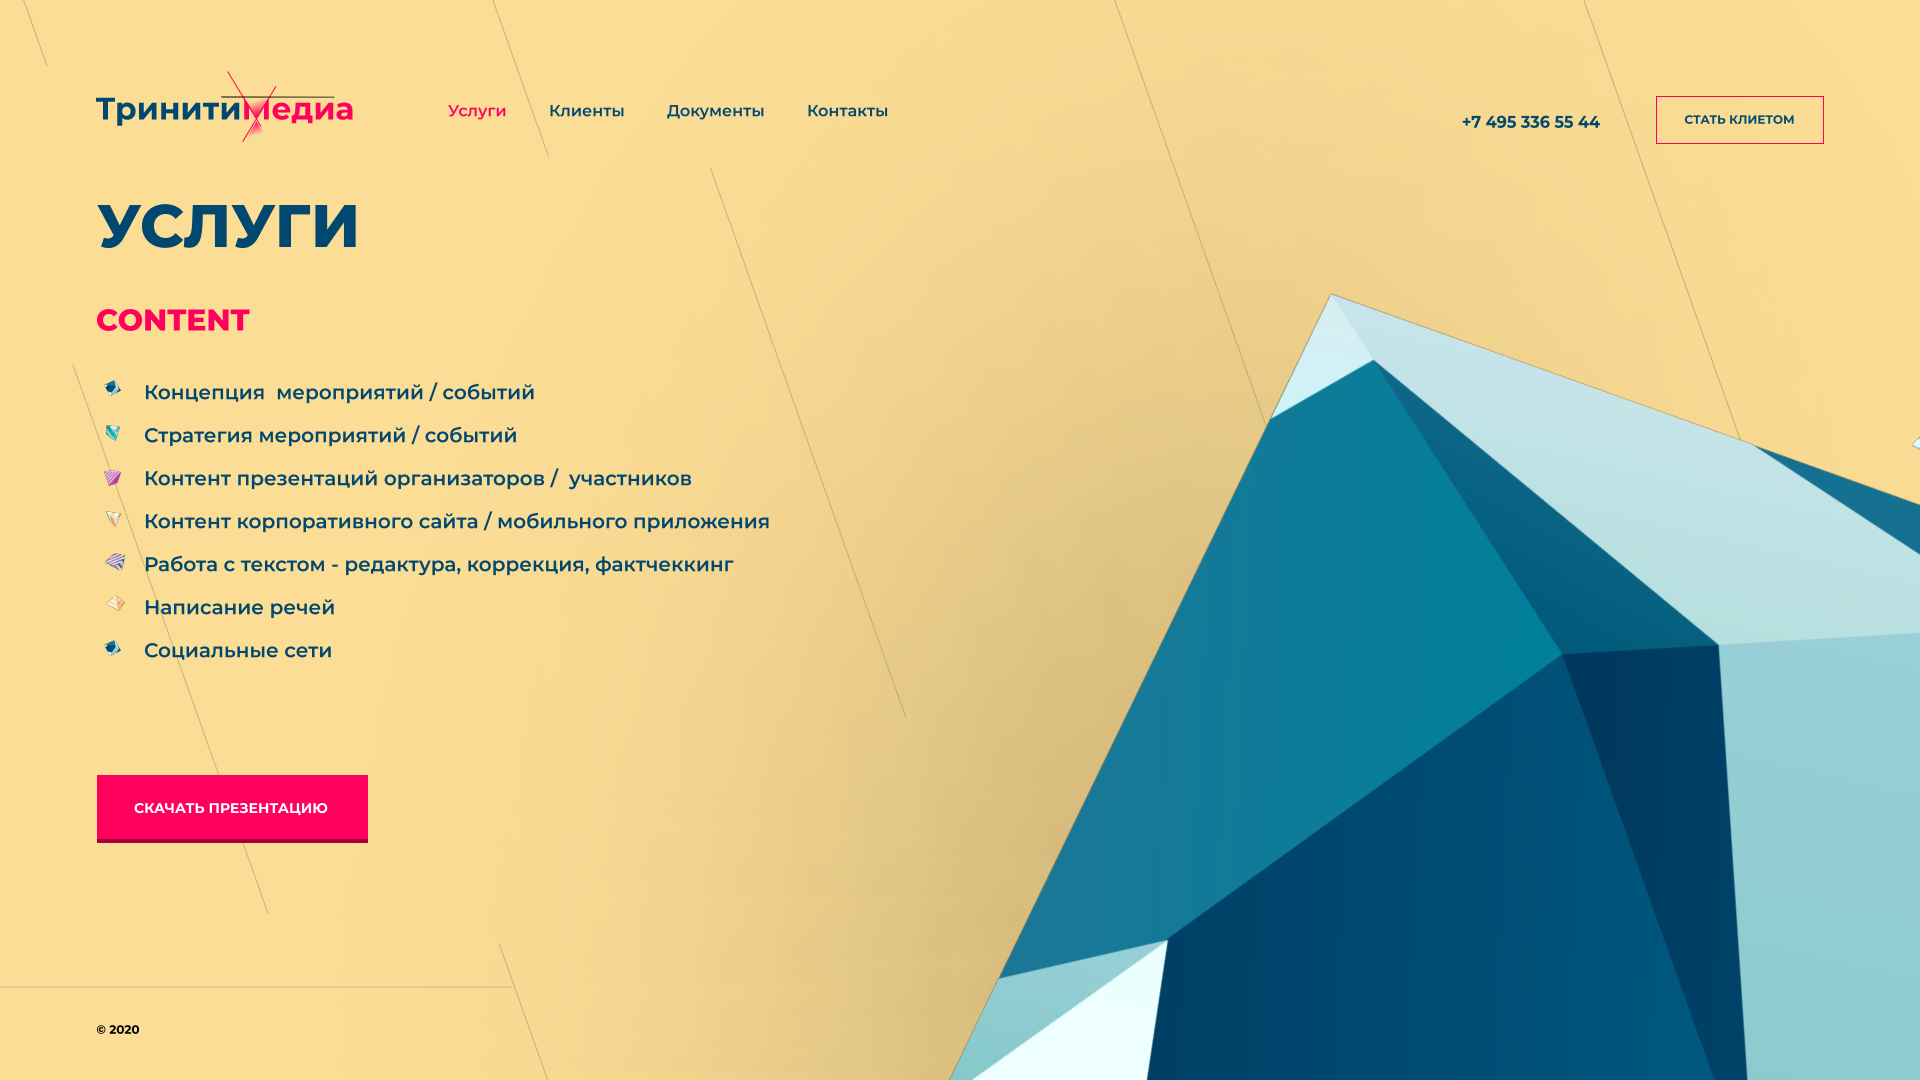 ТринитиМедиа
Услуги Клиенты Документы Контакты
+7 495 336 55 44
СТАТЬ КЛИЕТОМ
УСЛУГИ
CONTENT
Концепция  мероприятий / событий
Стратегия мероприятий / событий
Контент презентаций организаторов /  участников
Контент корпоративного сайта / мобильного приложения
Работа с текстом - редактура, коррекция, фактчеккинг
Написание речей
Социальные сети
СКАЧАТЬ ПРЕЗЕНТАЦИЮ
© 2020